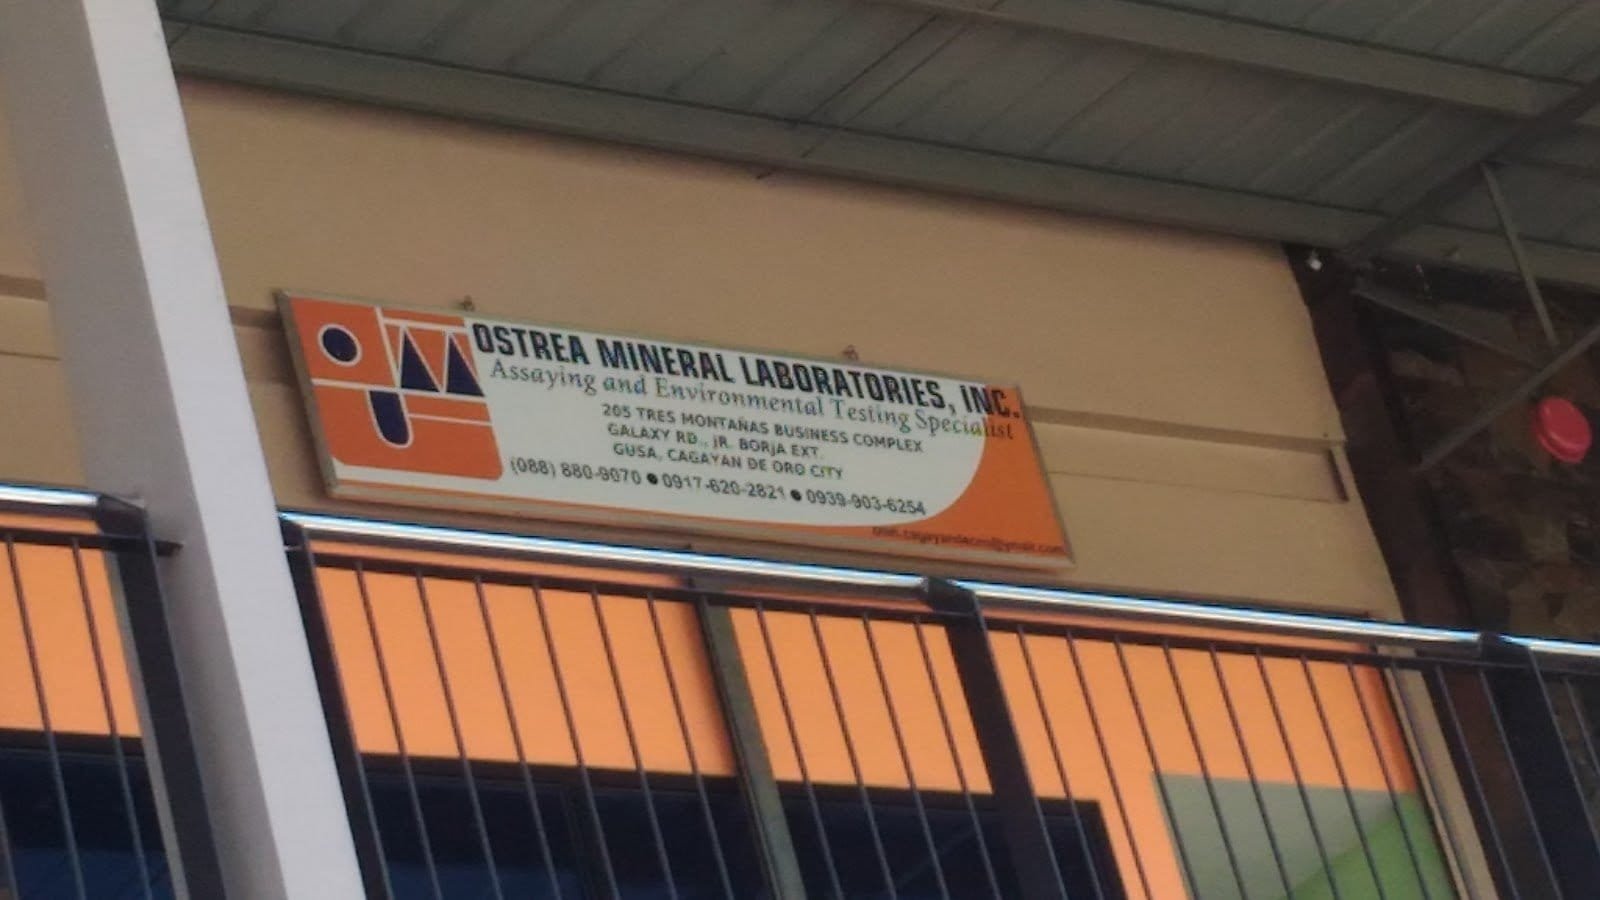 OSTREA MINERAL LABORATORIES, INC.
Assaying and Environmental Testing Specialist
205 TRES MONTAÑAS BUSINESS COMPLEX
GALAXY RD., JR. BORJA EXT.
GUSA, CAGAYAN DE ORO CITY
(088) 880-9070 ● 0917-620-2821 ● 0939-903-6254